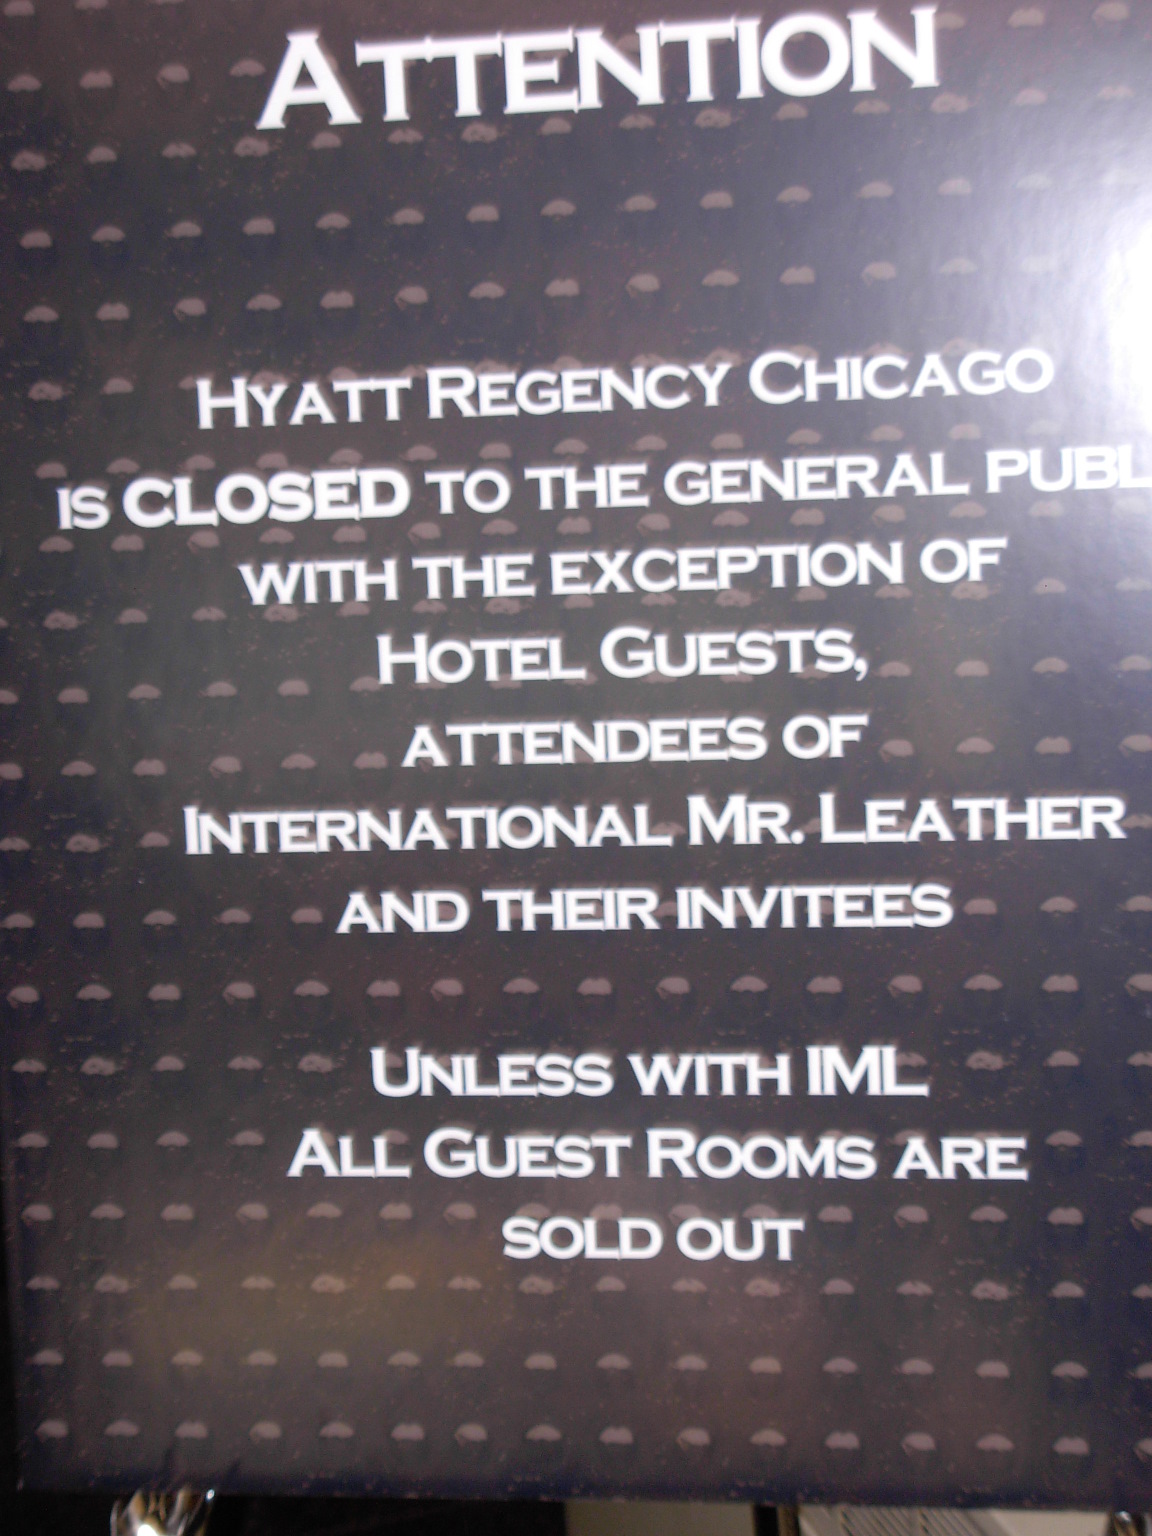 ATTENTION
HYATT REGENCY CHICAGO
IS CLOSED TO THE GENERAL PUBL
WITH THE EXCEPTION OF
HOTEL GUESTS,
ATTENDEES OF
INTERNATIONAL MR. LEATHER
AND THEIR INVITEES
UNLESS WITH IML
ALL GUEST ROOMS ARE
SOLD OUT